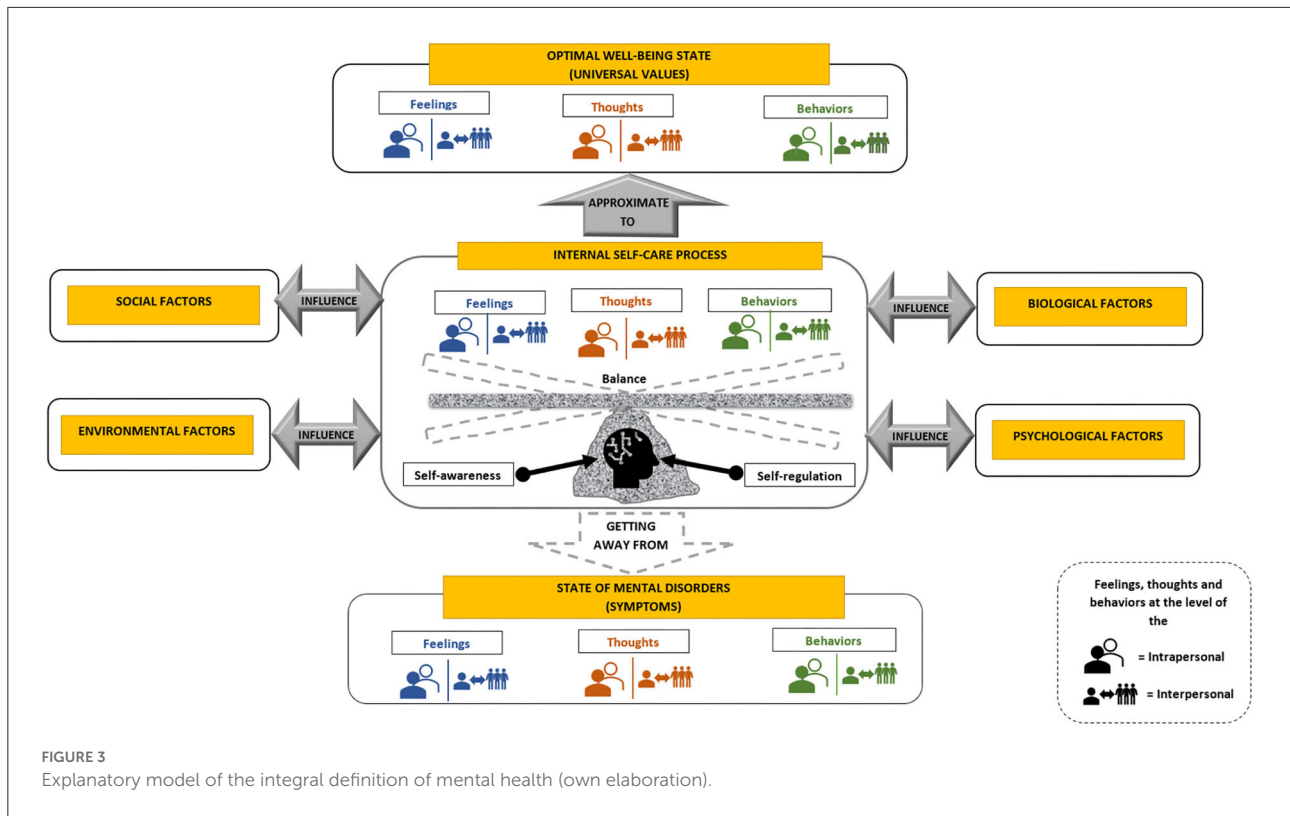 OPTIMAL WELL-BEING STATE
(UNIVERSAL VALUES)
Feelings
Thoughts
Behaviors
APPROXIMATE
TO
INTERNAL SELF-CARE PROCESS
SOCIAL FACTORS
INFLUENCE
Feelings
Thoughts
Behaviors
INFLUENCE
BIOLOGICAL FACTORS
Balance
ENVIRONMENTAL FACTORS
INFLUENCE
INFLUENCE
PSYCHOLOGICAL FACTORS
Self-awareness
Self-regulation
GETTING
AWAY FROM
STATE OF MENTAL DISORDERS
(SYMPTOMS)
Feelings
Thoughts
Behaviors
Feelings, thoughts and
behaviors at the level of
the
= Intrapersonal
= Interpersonal
FIGURE 3
Explanatory model of the integral definition of mental health (own elaboration).